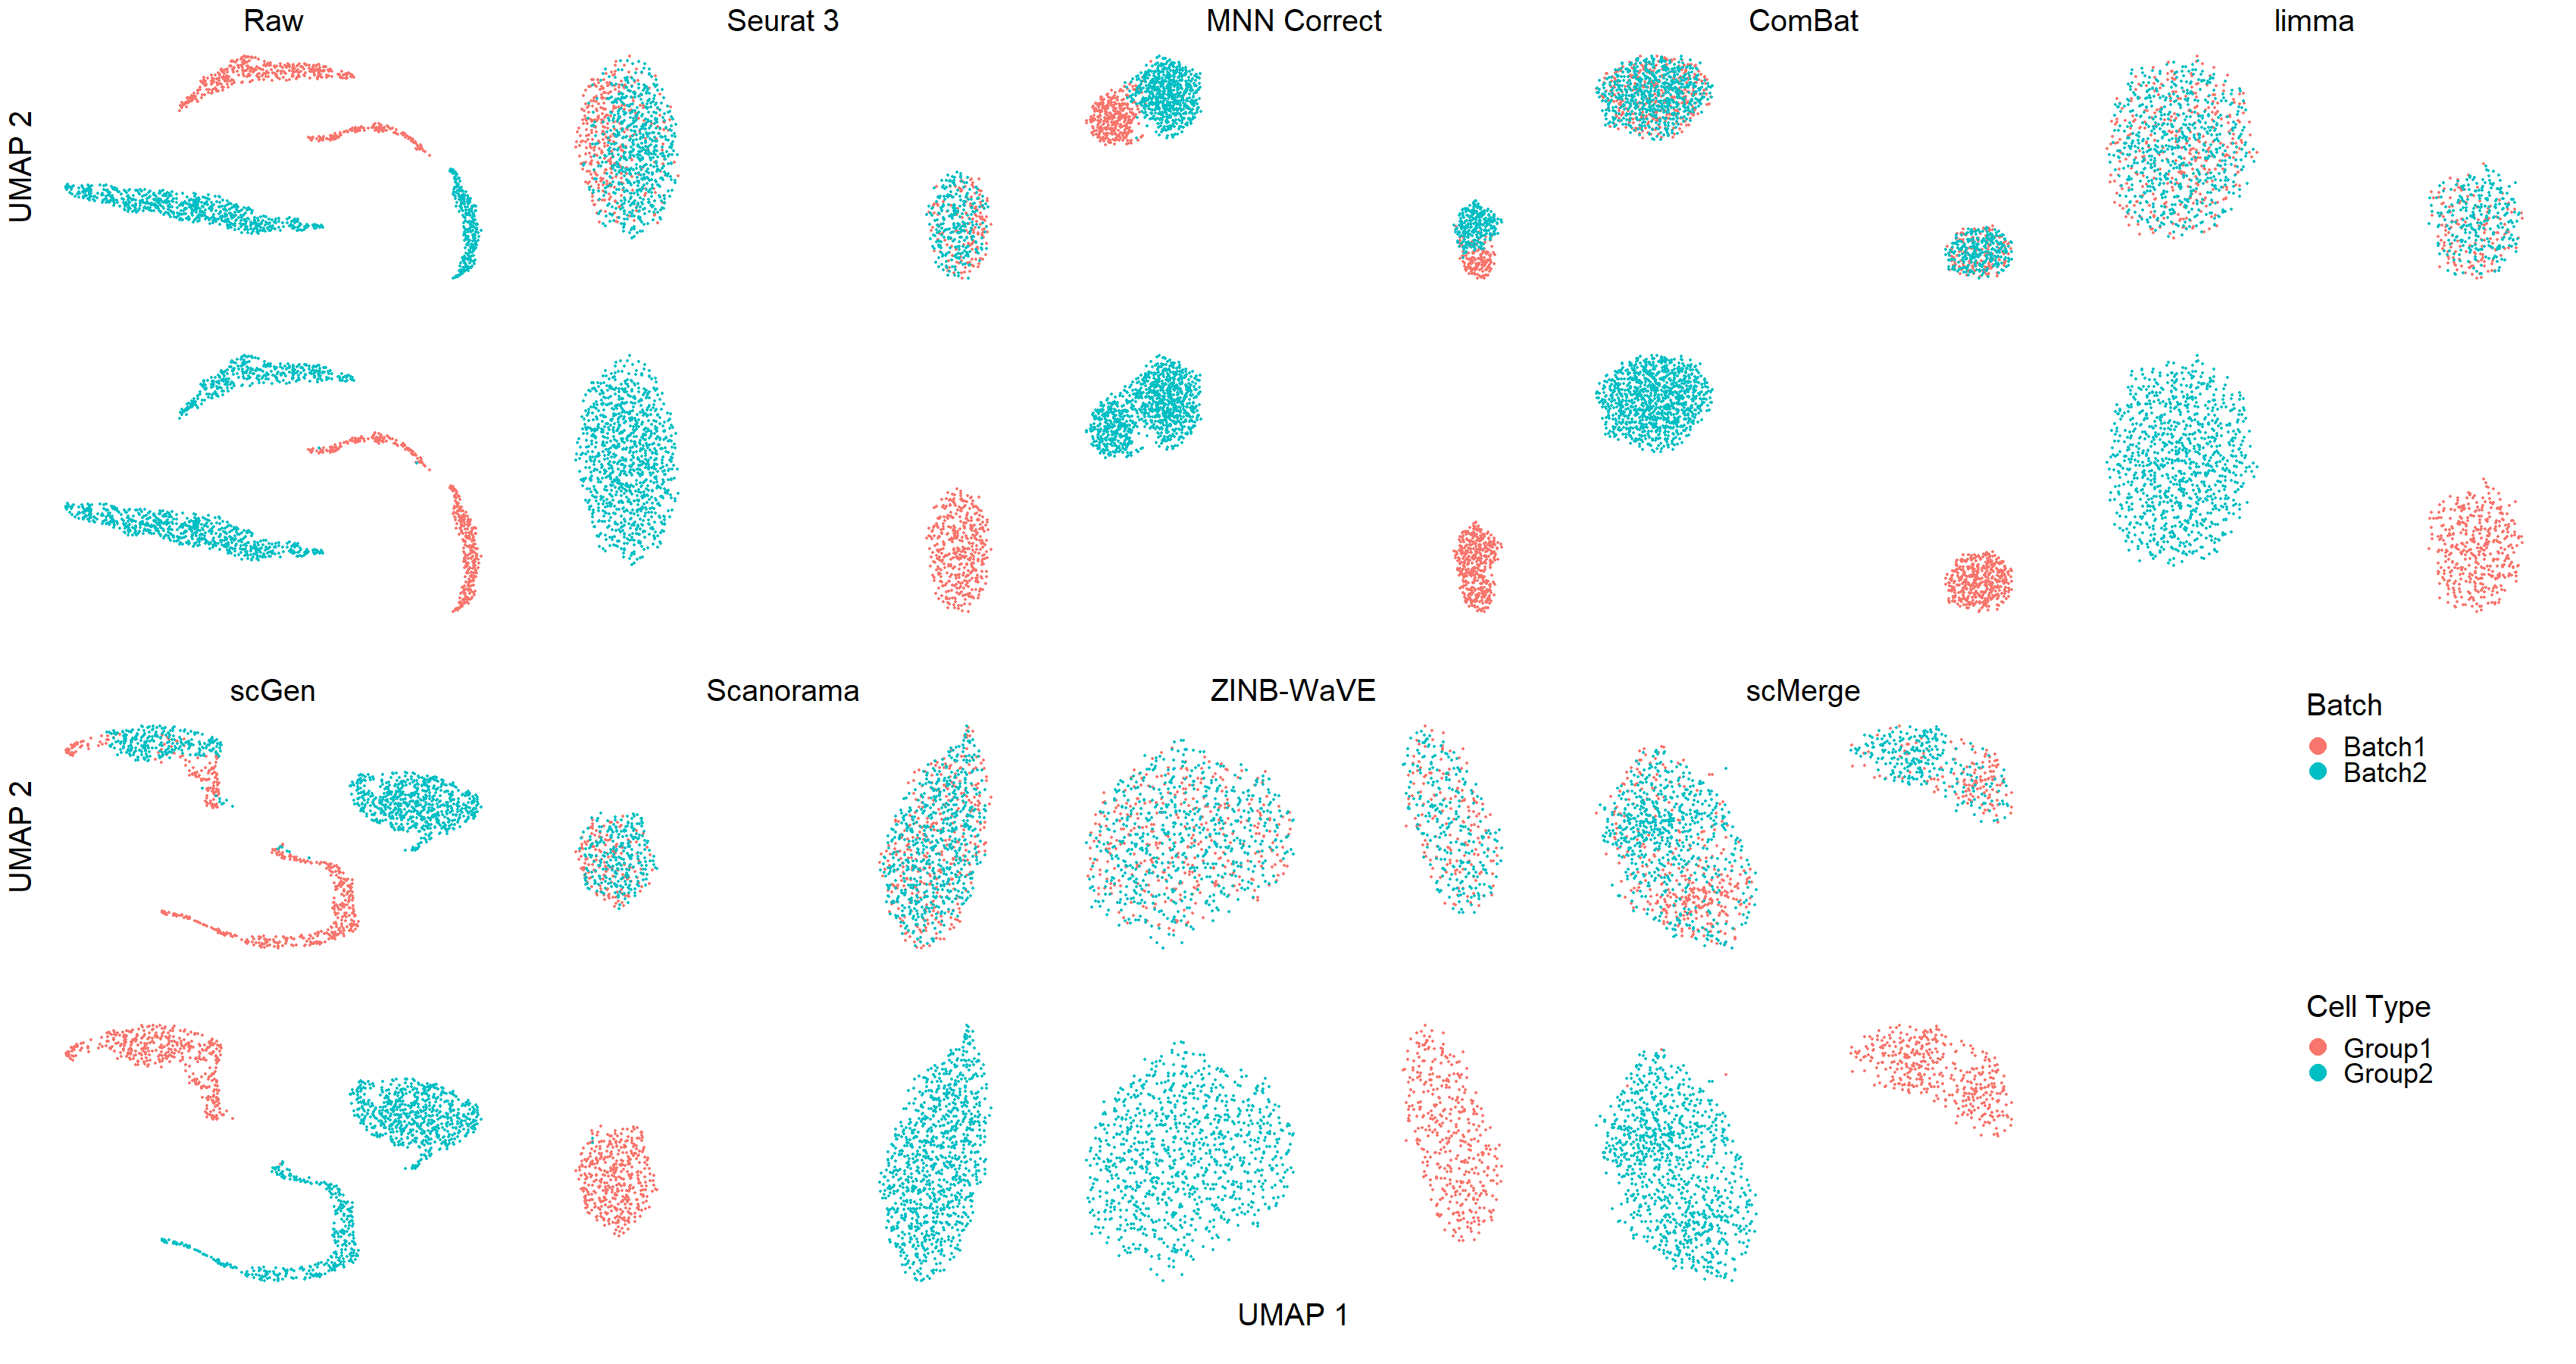 Raw
Seurat 3
MNN Correct
ComBat
limma
UMAP 2
scGen
Scanorama
ZINB-WaVE
scMerge
UMAP 2
Batch
Batch1
Batch2
Cell Type
Group1
Group2
UMAP 1